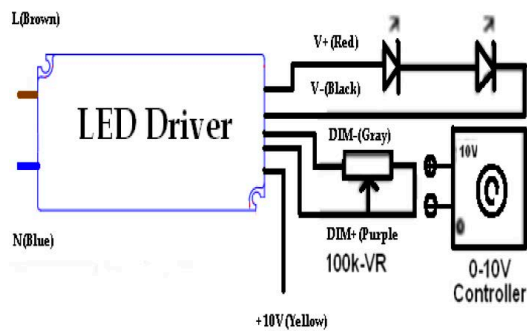 L(Brown)
V+(Red)
LED Driver
V-(Black)
DIM-(Gray)
10V
0
N(Blue)
DIM+(Purple
100k-VR
0-10V
Controller
+10V(Yellow)